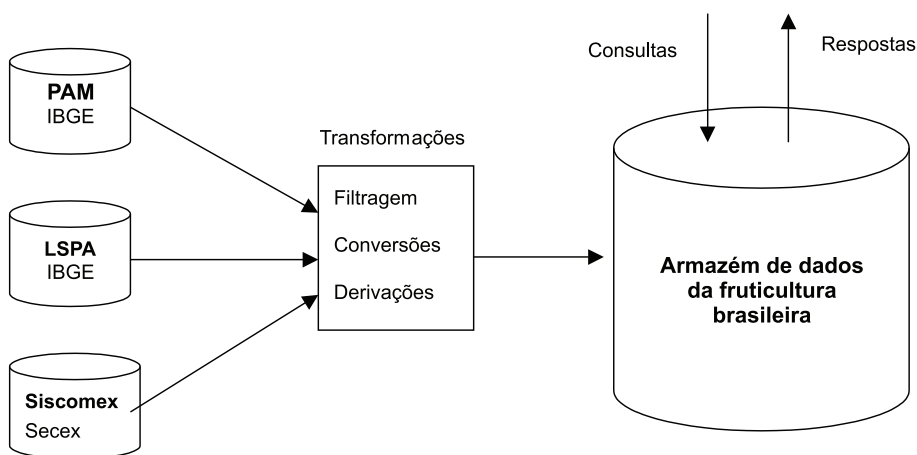 PAM
IBGE
LSPA
IBGE
Siscomex
Secex
Transformações
Filtragem
Conversões
Derivações
Consultas
Respostas
Armazém de dados
da fruticultura
brasileira